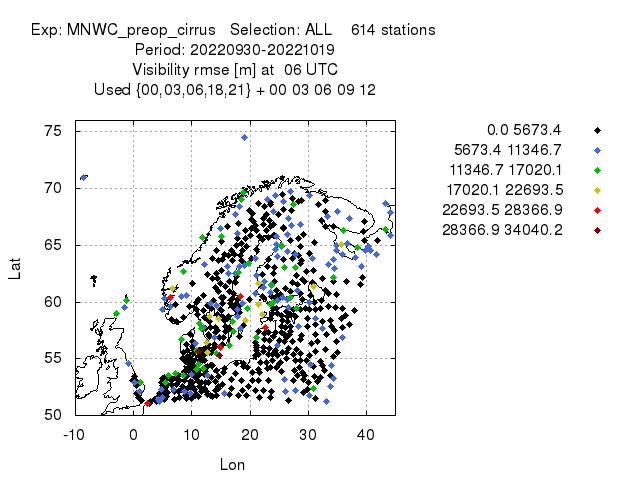 Exp: MNWC_preop_cirrus   Selection: ALL    614 stations
Period: 20220930-20221019
Visibility rmse [m] at  06 UTC
Used {00,03,06,18,21} + 00 03 06 09 12
0.0 5673.4
5673.4 11346.7
11346.7 17020.1
17020.1 22693.5
22693.5 28366.9
28366.9 34040.2
75
70
65
60
55
50
Lat
-10 0 10 20 30 40
Lon